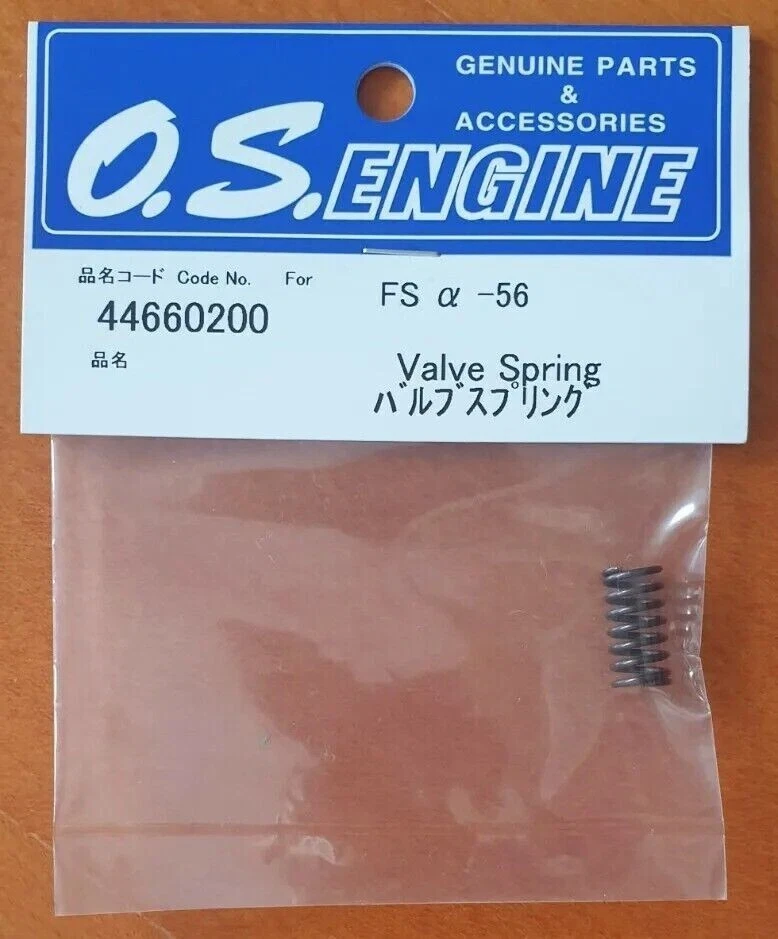 GENUINE PARTS
&
ACCESSORIES
O.S.ENGINE
品名コード Code No. For
FS α -56
44660200
品名
Valve Spring
バルブスプリング